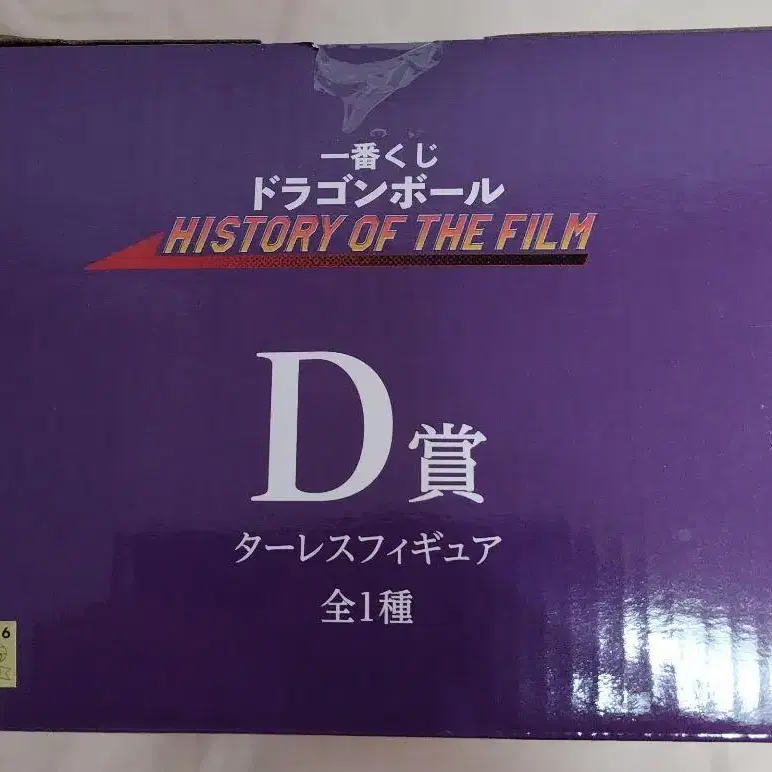 一番くじ
ドラゴンボール
HISTORY OF THE FILM
D賞
ターレスフィギュア
全1種
6